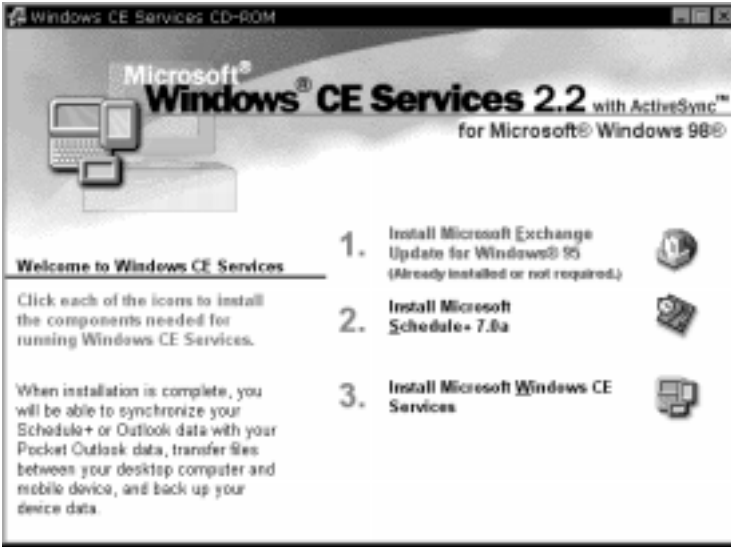 Windows CE Services CD-ROM
Microsoft®
Windows® CE Services 2.2 with ActiveSync™
for Microsoft® Windows 98®
Welcome to Windows CE Services
Click each of the icons to install
the components needed for
running Windows CE Services.
When installation is complete, you
will be able to synchronize your
Schedule+ or Outlook data with your
Pocket Outlook data, transfer files
between your desktop computer and
mobile device, and back up your
device data.
1. Install Microsoft Exchange
Update for Windows® 95
(Already installed or not required.)
2. Install Microsoft
Schedule+ 7.0a
3. Install Microsoft Windows CE
Services